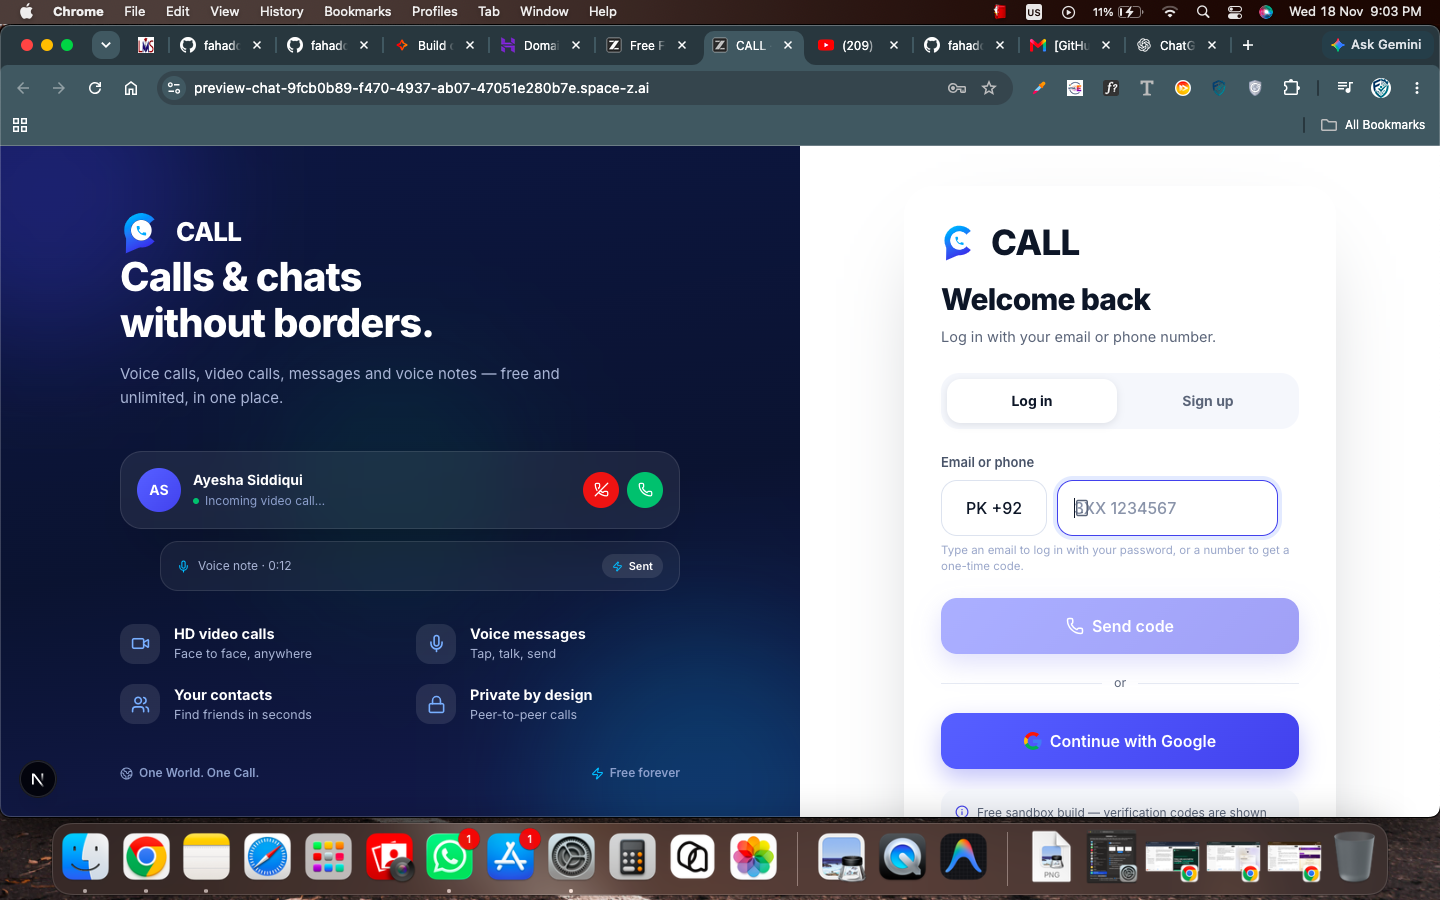 Chrome File Edit View History Bookmarks Profiles Tab Window Help
US 11% Wed 18 Nov 9:03 PM
fahad
fahad
Build
Domai
Free F
CALL
(209)
fahad
[GitHu
ChatG
Ask Gemini
preview-chat-9fcb0b89-f470-4937-ab07-47051e280b7e.space-z.ai
All Bookmarks
CALL
Calls & chats
without borders.
Voice calls, video calls, messages and voice notes — free and
unlimited, in one place.
AS
Ayesha Siddiqui
Incoming video call...
Voice note · 0:12
Sent
HD video calls
Face to face, anywhere
Voice messages
Tap, talk, send
Your contacts
Find friends in seconds
Private by design
Peer-to-peer calls
One World. One Call.
Free forever
CALL
Welcome back
Log in with your email or phone number.
Log in
Sign up
Email or phone
PK +92
3XX 1234567
Type an email to log in with your password, or a number to get a
one-time code.
Send code
or
Continue with Google
Free sandbox build — verification codes are shown
1
1
PNG